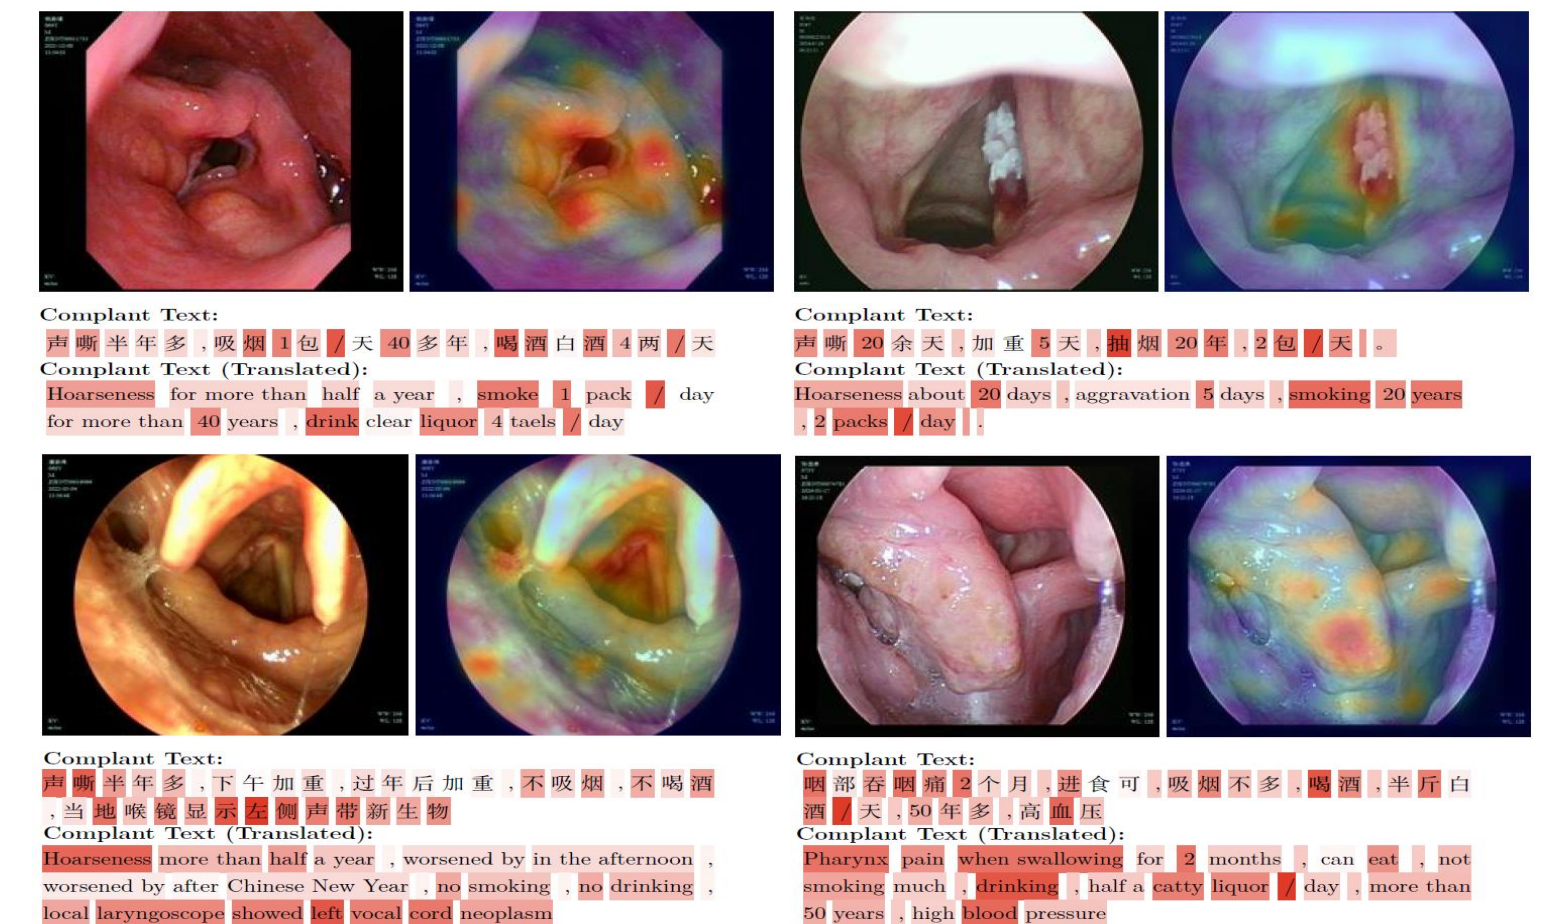 Complant Text:
声嘶半年多,吸烟1包/天40多年,喝酒白酒4两/天
Complant Text (Translated):
Hoarseness for more than half a year , smoke 1 pack / day
for more than 40 years , drink clear liquor 4 taels / day
Complant Text:
声嘶20余天,加重5天,抽烟20年,2包/天 。
Complant Text (Translated):
Hoarseness about 20 days , aggravation 5 days , smoking 20 years
, 2 packs / day .
Complant Text:
声嘶半年多,下午加重,过年后加重,不吸烟,不喝酒
,当地喉镜显示左侧声带新生物
Complant Text (Translated):
Hoarseness more than half a year , worsened by in the afternoon ,
worsened by after Chinese New Year , no smoking , no drinking ,
local laryngoscope showed left vocal cord neoplasm
Complant Text:
咽部吞咽痛2个月,进食可,吸烟不多,喝酒,半斤白
酒/天,50年多,高血压
Complant Text (Translated):
Pharynx pain when swallowing for 2 months , can eat , not
smoking much , drinking , half a catty liquor / day , more than
50 years , high blood pressure